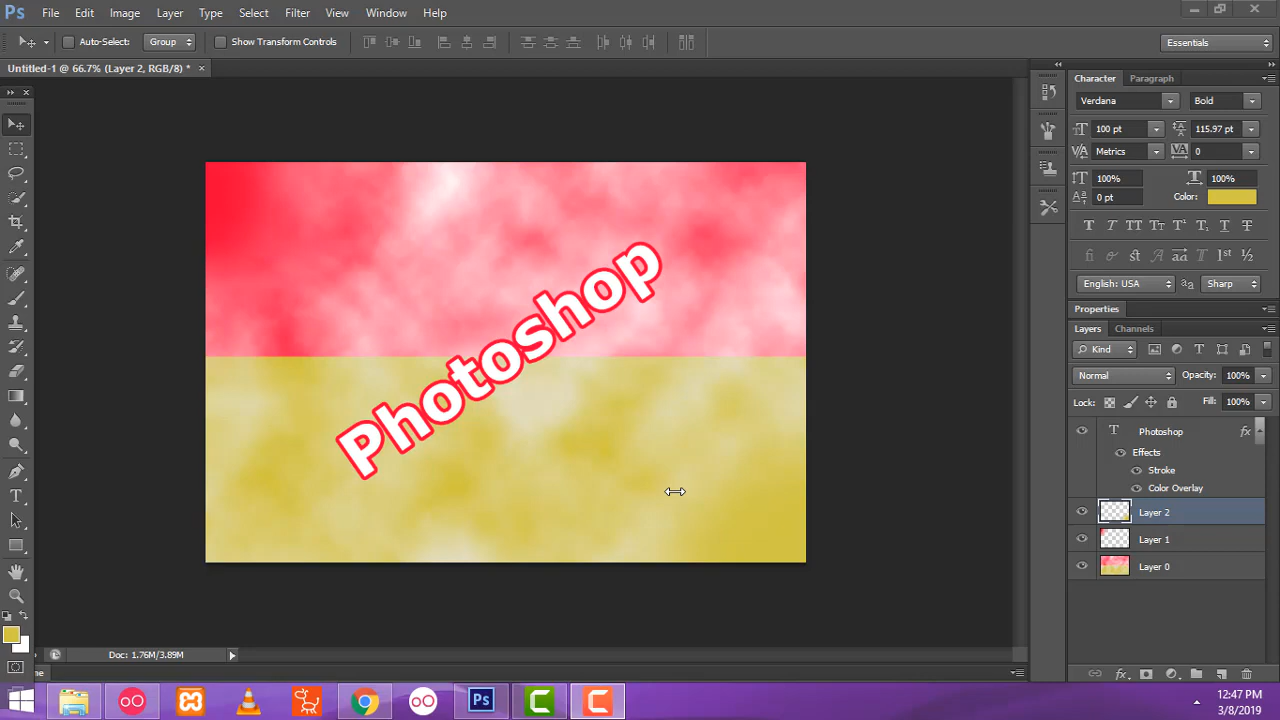 Ps File Edit Image Layer Type Select Filter View Window Help
Auto-Select: Group Show Transform Controls Essentials
Untitled-1 @ 66.7% (Layer 2, RGB/8) *
Character Paragraph
Verdana Bold
100 pt 115.97 pt
Metrics 0
100% 100%
0 pt Color:
English: USA Sharp
Properties
Layers Channels
Kind
Normal Opacity: 100%
Lock: Fill: 100%
Photoshop fx
Effects
Stroke
Color Overlay
Layer 2
Layer 1
Layer 0
Photoshop
Doc: 1.76M/3.89M
ne
Ps
12:47 PM
3/8/2019